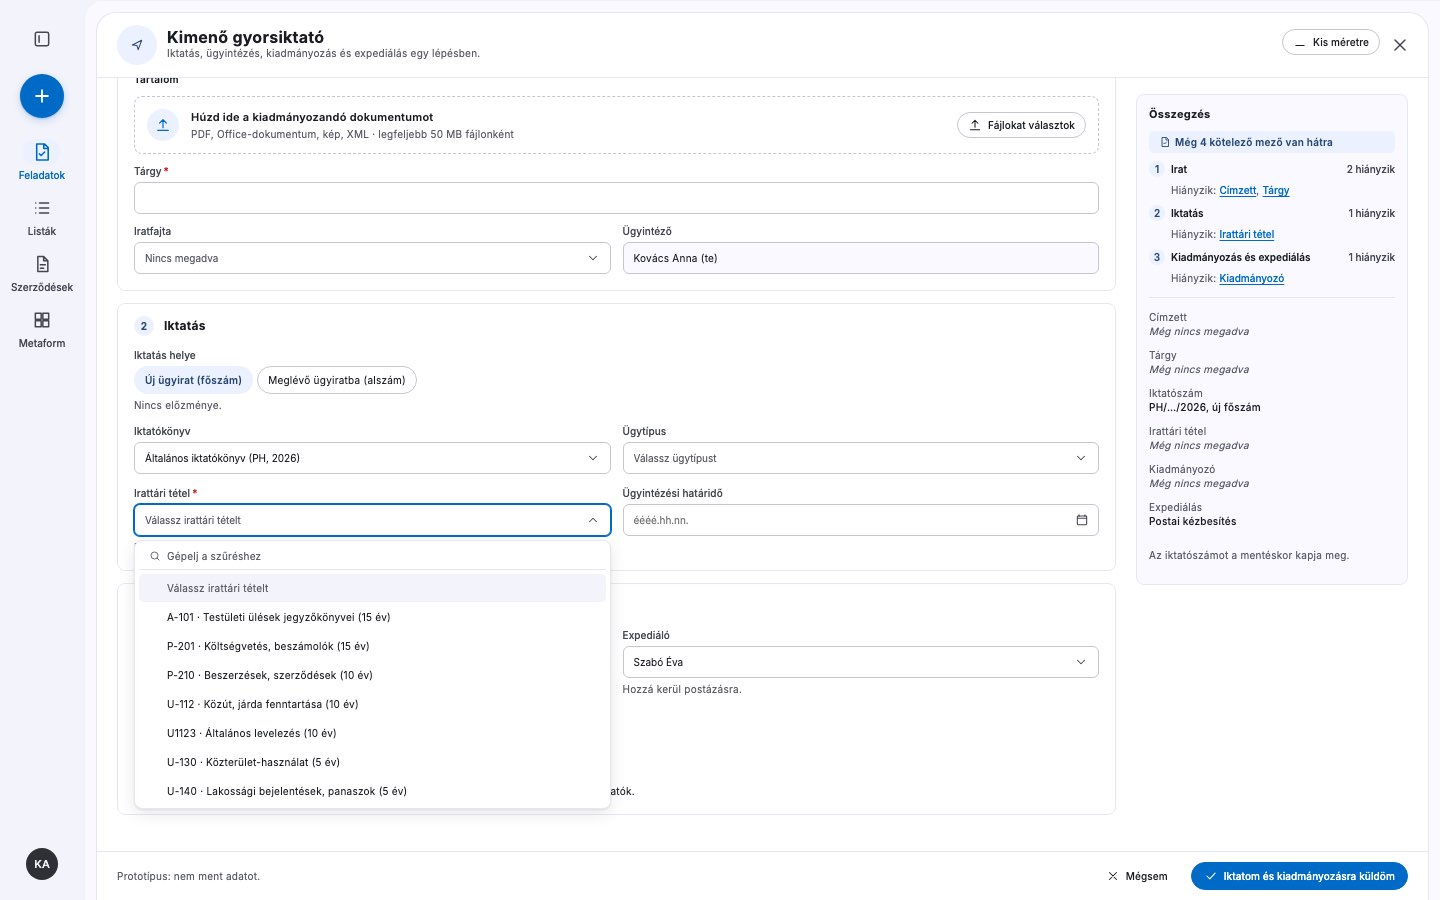 Kimenő gyorsiktató
Iktatás, ügyintézés, kiadmányozás és expediálás egy lépésben.
Kis méretre
Feladatok
Listák
Szerződések
Metaform
KA
Tartalom
Húzd ide a kiadmányozandó dokumentumot
PDF, Office-dokumentum, kép, XML · legfeljebb 50 MB fájlonként
Fájlokat választok
Tárgy *
Iratfajta
Nincs megadva
Ügyintéző
Kovács Anna (te)
2 Iktatás
Iktatás helye
Új ügyirat (főszám)
Meglévő ügyiratba (alszám)
Nincs előzménye.
Iktatókönyv
Általános iktatókönyv (PH, 2026)
Ügytípus
Válassz ügytípust
Irattári tétel *
Válassz irattári tételt
Ügyintézési határidő
éééé.hh.nn.
Gépelj a szűréshez
Válassz irattári tételt
A-101 · Testületi ülések jegyzőkönyvei (15 év)
P-201 · Költségvetés, beszámolók (15 év)
P-210 · Beszerzések, szerződések (10 év)
U-112 · Közút, járda fenntartása (10 év)
U1123 · Általános levelezés (10 év)
U-130 · Közterület-használat (5 év)
U-140 · Lakossági bejelentések, panaszok (5 év)
Expediáló
Szabó Éva
Hozzá kerül postázásra.
atók.
Összegzés
Még 4 kötelező mező van hátra
1 Irat 2 hiányzik
Hiányzik: Címzett, Tárgy
2 Iktatás 1 hiányzik
Hiányzik: Irattári tétel
3 Kiadmányozás és expediálás 1 hiányzik
Hiányzik: Kiadmányozó
Címzett
Még nincs megadva
Tárgy
Még nincs megadva
Iktatószám
PH/.../2026, új főszám
Irattári tétel
Még nincs megadva
Kiadmányozó
Még nincs megadva
Expediálás
Postai kézbesítés
Az iktatószámot a mentéskor kapja meg.
Prototípus: nem ment adatot.
Mégsem
Iktatom és kiadmányozásra küldöm